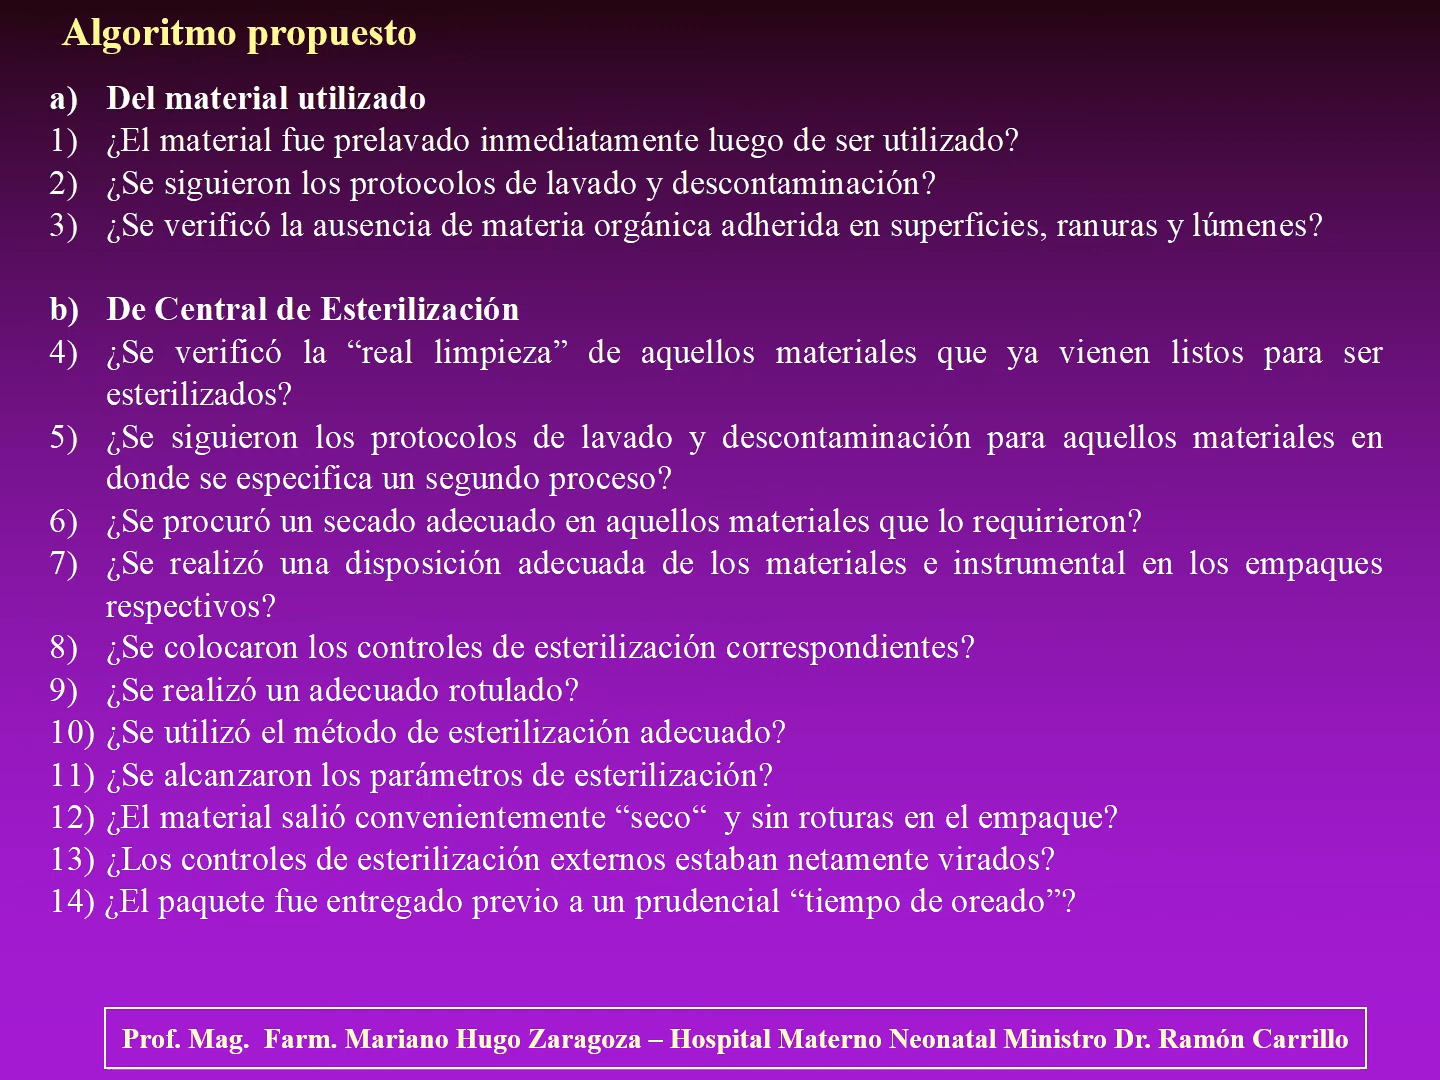 Algoritmo propuesto
a) Del material utilizado
1) ¿El material fue prelavado inmediatamente luego de ser utilizado?
2) ¿Se siguieron los protocolos de lavado y descontaminación?
3) ¿Se verificó la ausencia de materia orgánica adherida en superficies, ranuras y lúmenes?
b) De Central de Esterilización
4) ¿Se verificó la “real limpieza” de aquellos materiales que ya vienen listos para ser
esterilizados?
5) ¿Se siguieron los protocolos de lavado y descontaminación para aquellos materiales en
donde se especifica un segundo proceso?
6) ¿Se procuró un secado adecuado en aquellos materiales que lo requirieron?
7) ¿Se realizó una disposición adecuada de los materiales e instrumental en los empaques
respectivos?
8) ¿Se colocaron los controles de esterilización correspondientes?
9) ¿Se realizó un adecuado rotulado?
10) ¿Se utilizó el método de esterilización adecuado?
11) ¿Se alcanzaron los parámetros de esterilización?
12) ¿El material salió convenientemente “seco“ y sin roturas en el empaque?
13) ¿Los controles de esterilización externos estaban netamente virados?
14) ¿El paquete fue entregado previo a un prudencial “tiempo de oreado”?
Prof. Mag. Farm. Mariano Hugo Zaragoza – Hospital Materno Neonatal Ministro Dr. Ramón Carrillo